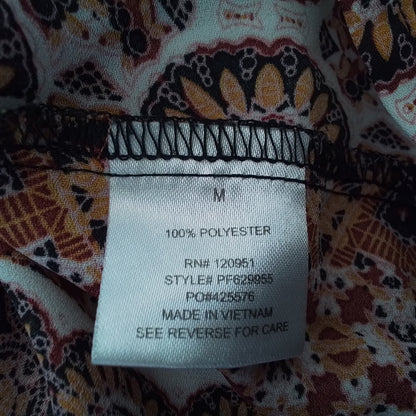 M
100% POLYESTER
RN# 120951
STYLE# PF629955
PO#425576
MADE IN VIETNAM
SEE REVERSE FOR CARE